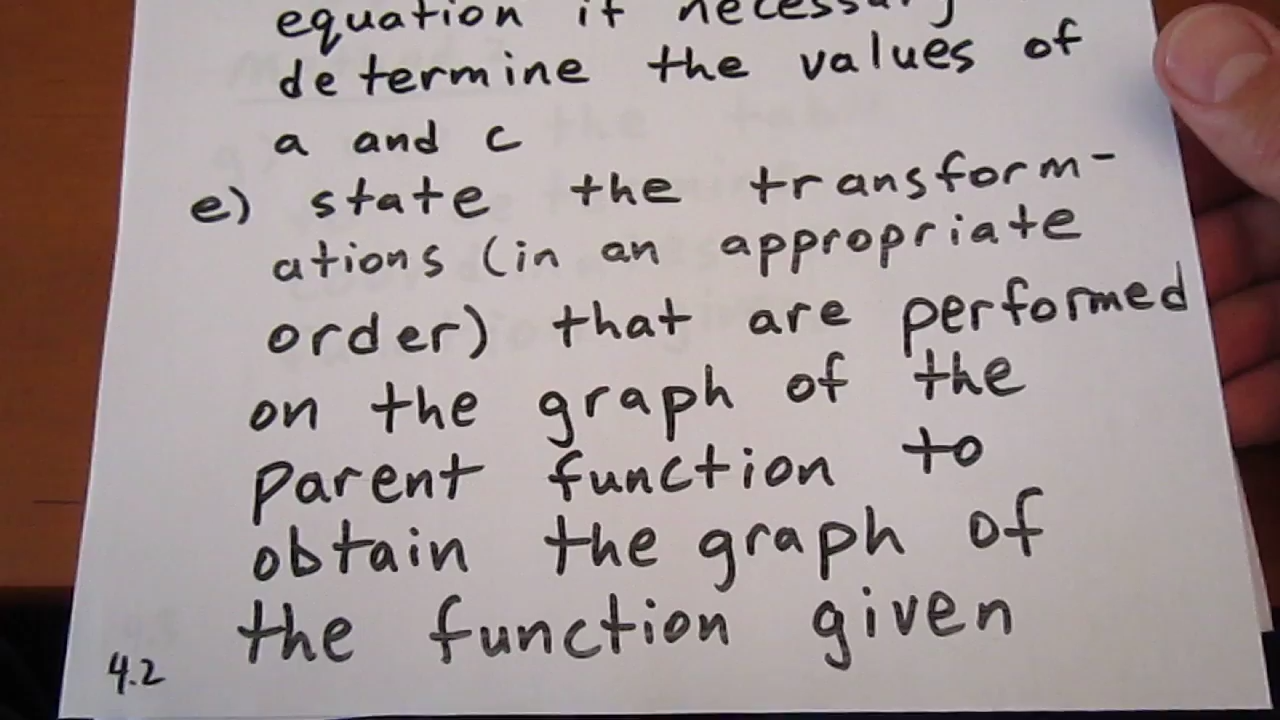 equation if necessary
determine the values of
a and c
e) state the transform-
ations (in an appropriate
order) that are performed
on the graph of the
parent function to
obtain the graph of
the function given
4.2